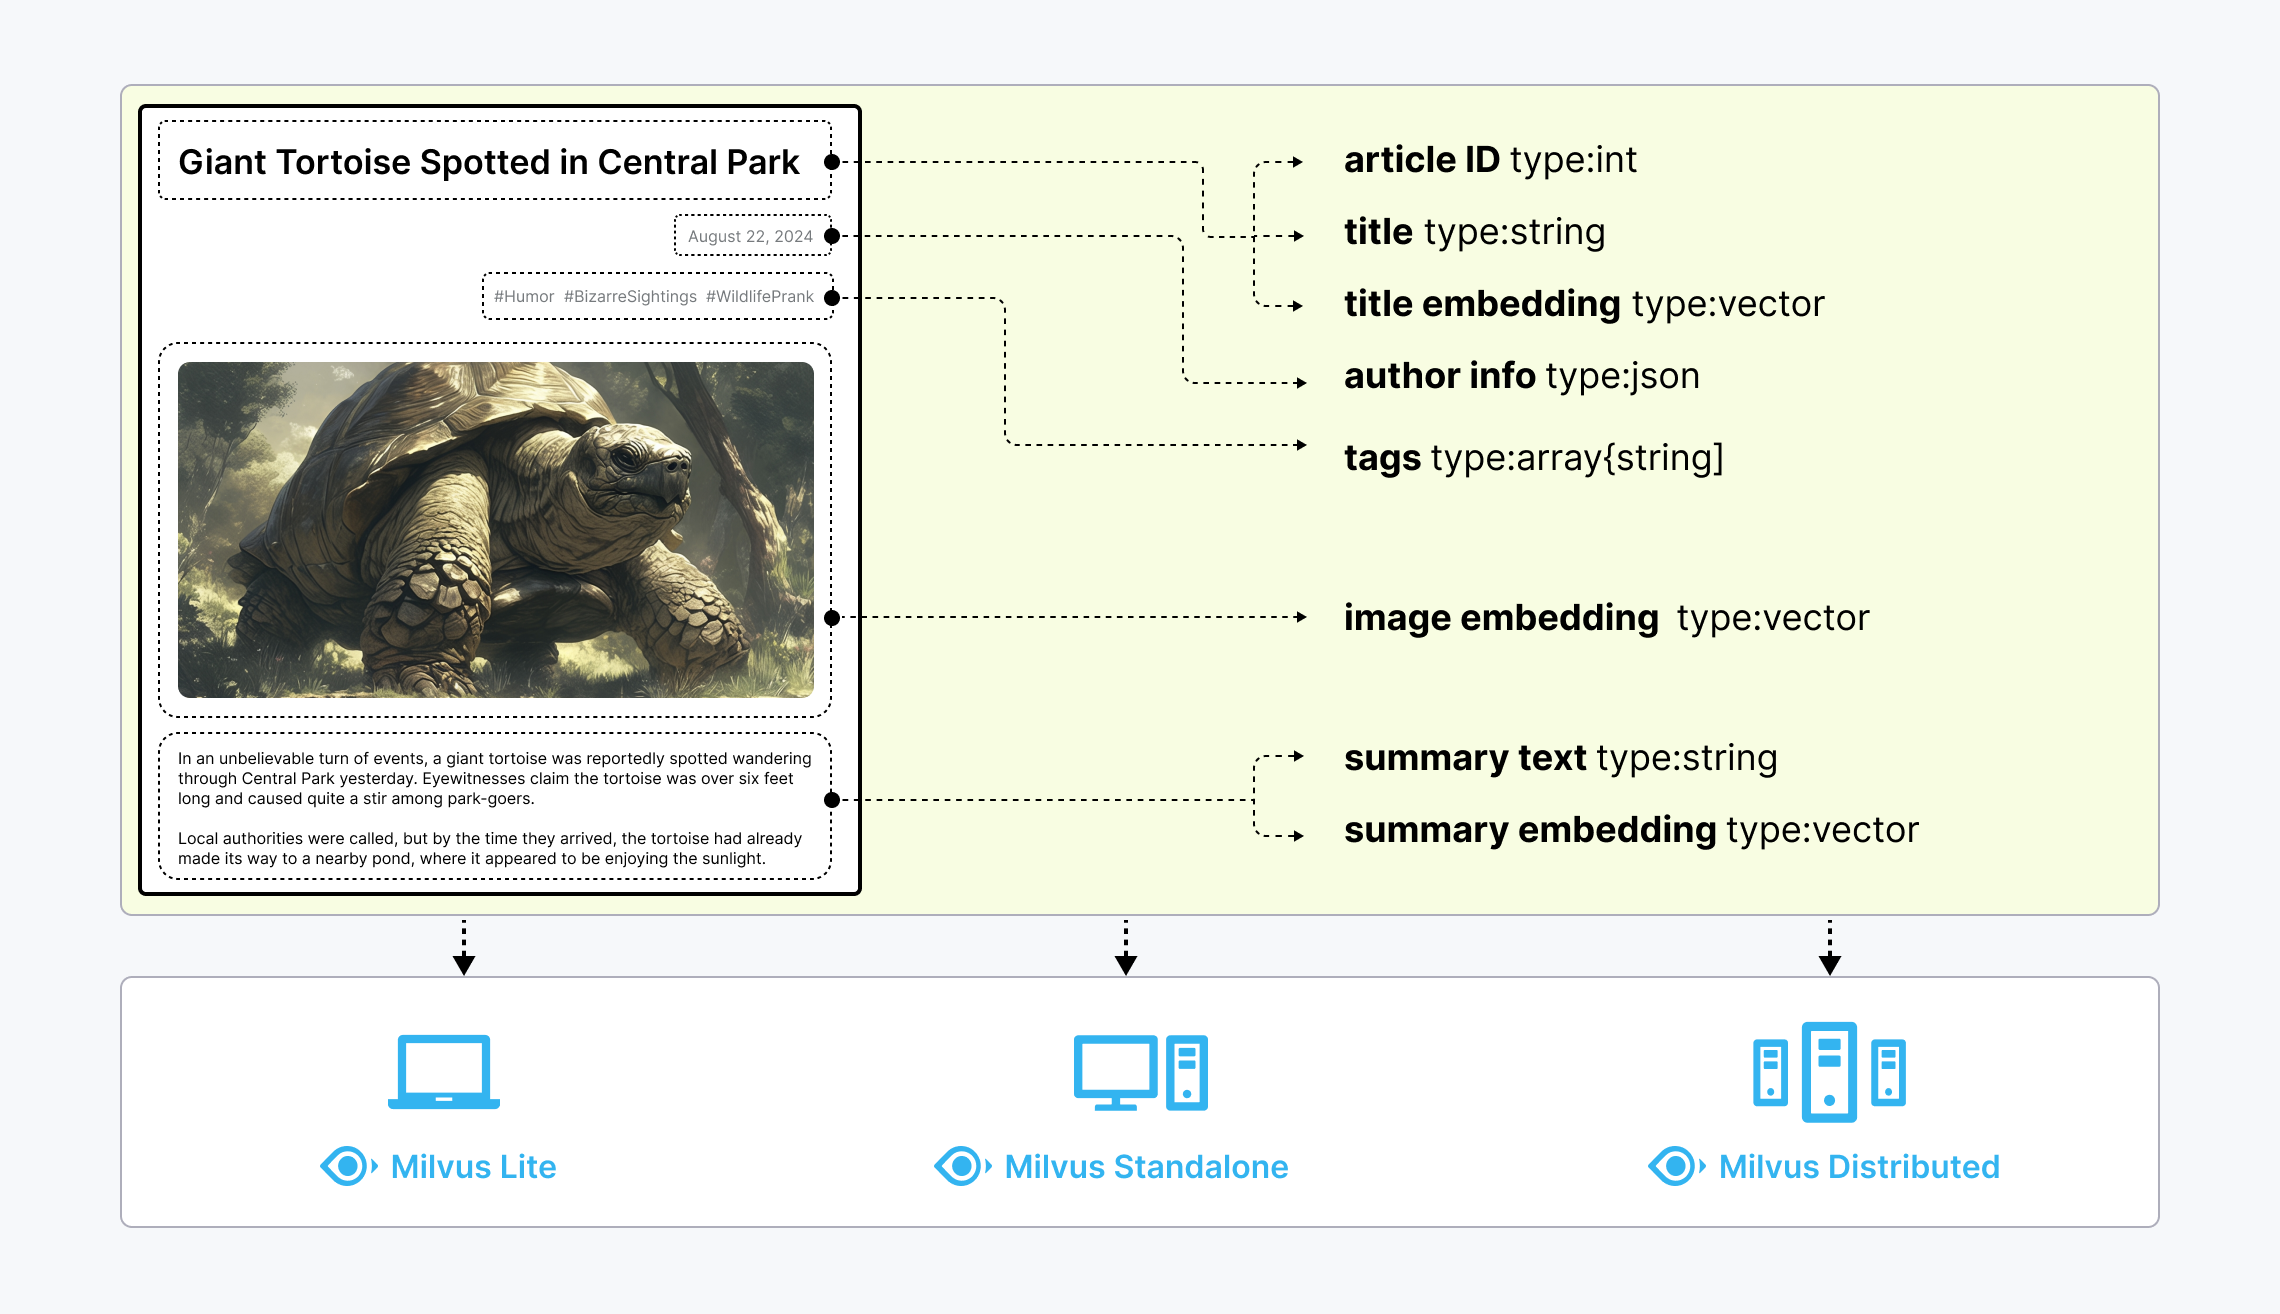 Giant Tortoise Spotted in Central Park
August 22, 2024
#Humor #BizarreSightings #WildlifePrank
In an unbelievable turn of events, a giant tortoise was reportedly spotted wandering
through Central Park yesterday. Eyewitnesses claim the tortoise was over six feet
long and caused quite a stir among park-goers.
Local authorities were called, but by the time they arrived, the tortoise had already
made its way to a nearby pond, where it appeared to be enjoying the sunlight.
article ID type:int
title type:string
title embedding type:vector
author info type:json
tags type:array{string]
image embedding type:vector
summary text type:string
summary embedding type:vector
Milvus Lite
Milvus Standalone
Milvus Distributed